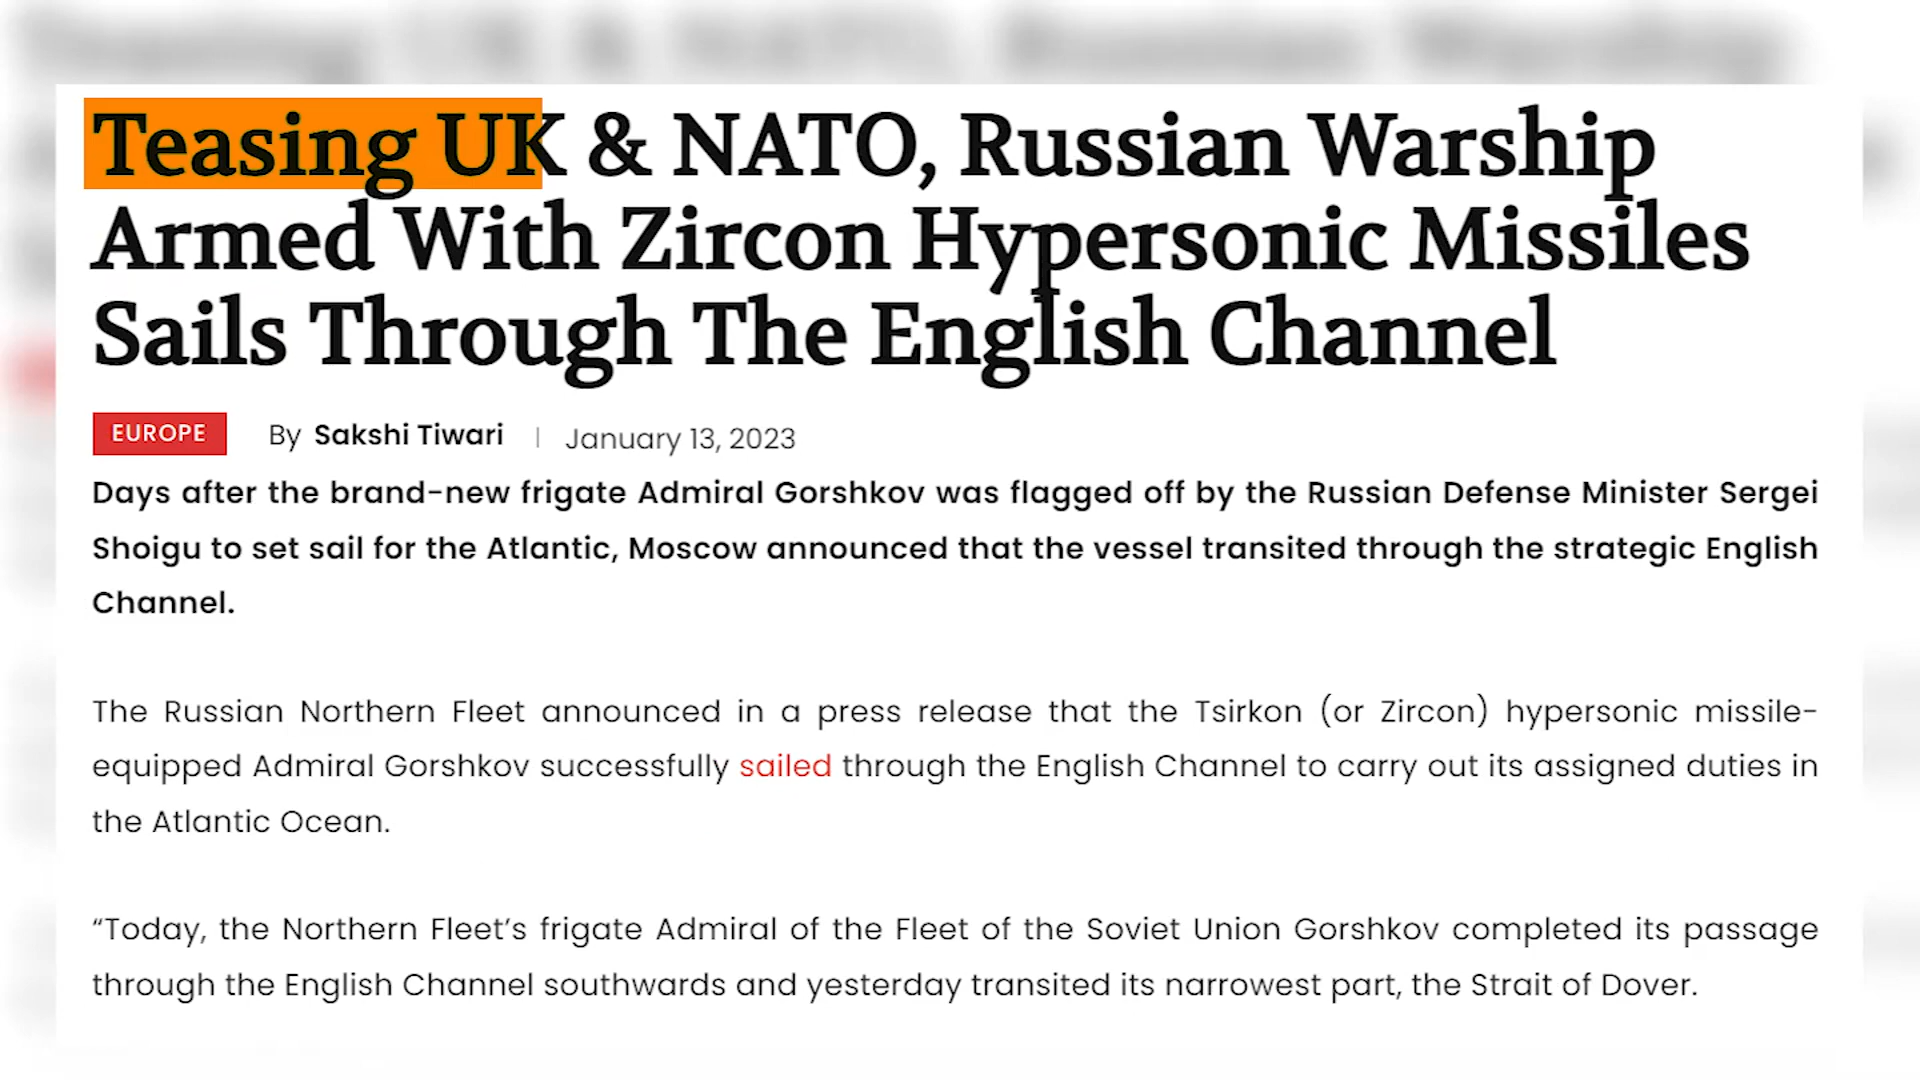 Teasing UK & NATO, Russian Warship
Armed With Zircon Hypersonic Missiles
Sails Through The English Channel
EUROPE By Sakshi Tiwari | January 13, 2023
Days after the brand-new frigate Admiral Gorshkov was flagged off by the Russian Defense Minister Sergei
Shoigu to set sail for the Atlantic, Moscow announced that the vessel transited through the strategic English
Channel.
The Russian Northern Fleet announced in a press release that the Tsirkon (or Zircon) hypersonic missile-
equipped Admiral Gorshkov successfully sailed through the English Channel to carry out its assigned duties in
the Atlantic Ocean.
“Today, the Northern Fleet’s frigate Admiral of the Fleet of the Soviet Union Gorshkov completed its passage
through the English Channel southwards and yesterday transited its narrowest part, the Strait of Dover.